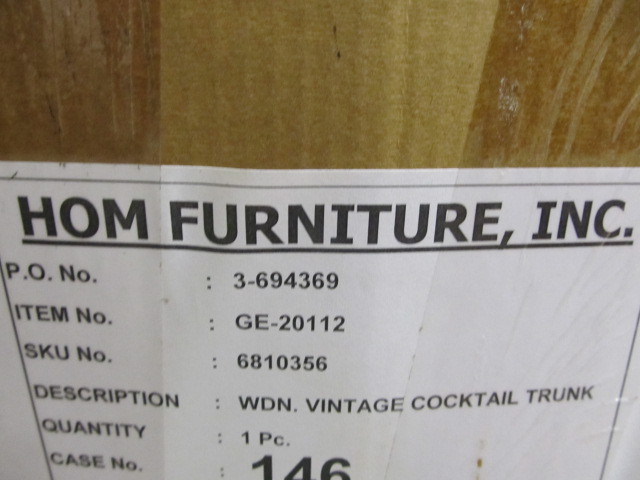 HOM FURNITURE, INC.
P.O. No. : 3-694369
ITEM No. : GE-20112
SKU No. : 6810356
DESCRIPTION : WDN. VINTAGE COCKTAIL TRUNK
QUANTITY : 1 Pc.
CASE No. : 146